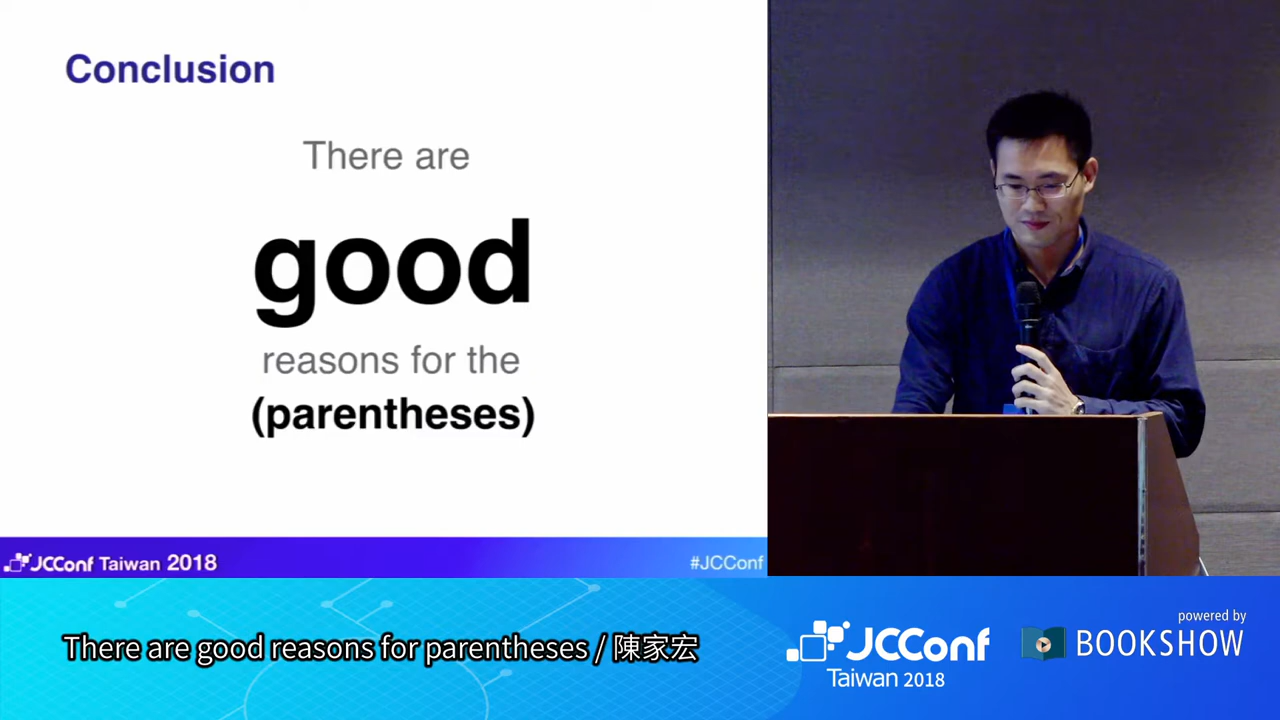 Conclusion
There are
good
reasons for the
(parentheses)
JCConf Taiwan 2018
#JCConf
There are good reasons for parentheses / 陳家宏
JCConf
Taiwan 2018
powered by
BOOKSHOW